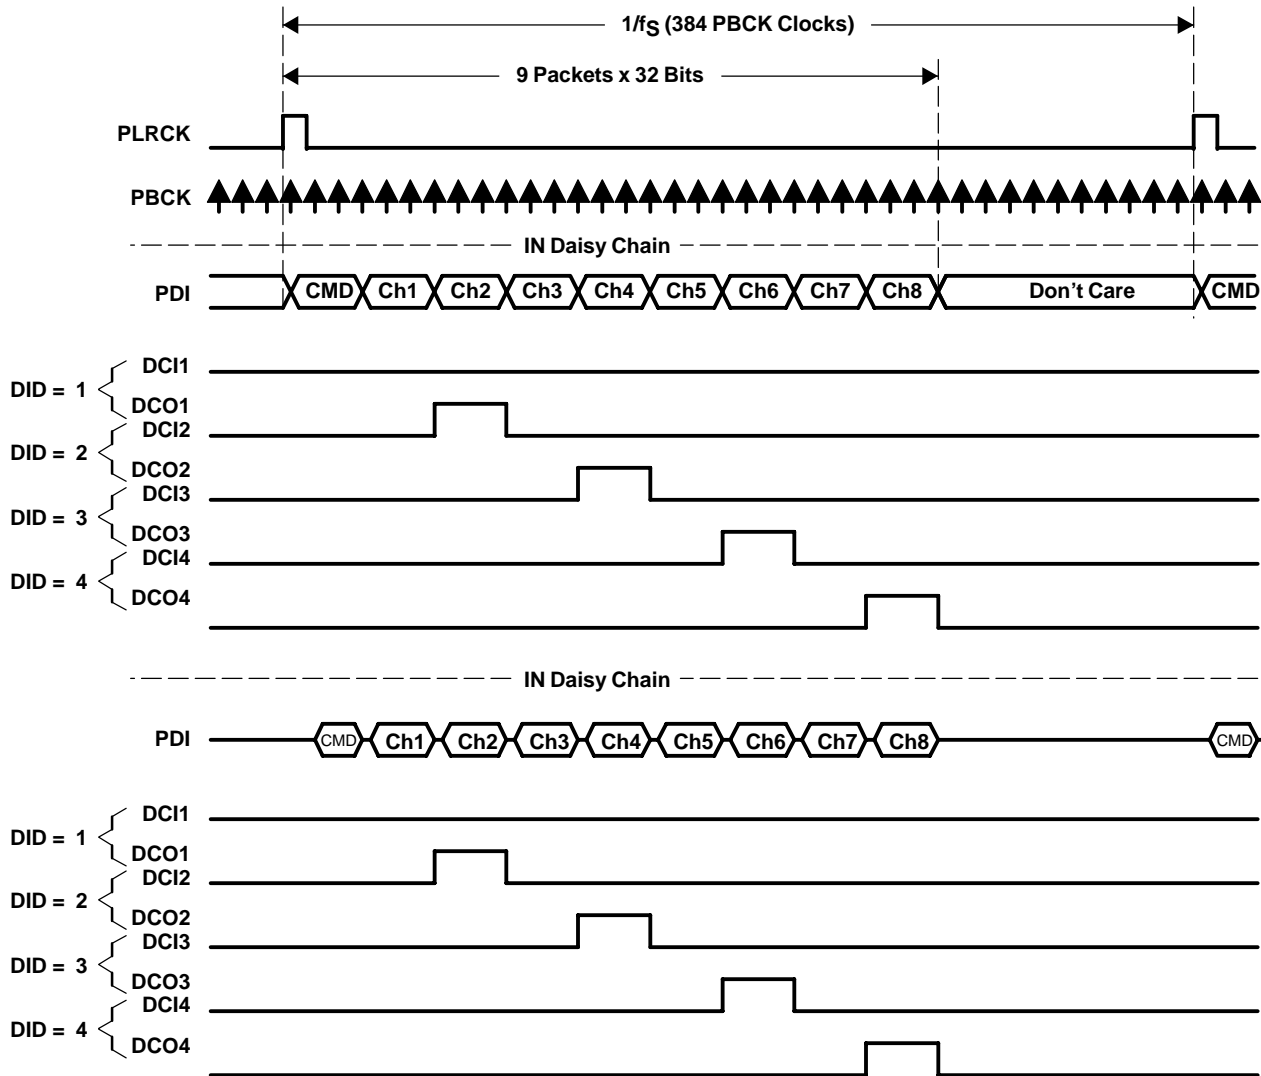 1/fS (384 PBCK Clocks)
9 Packets x 32 Bits
PLRCK
PBCK
IN Daisy Chain
PDI CMD Ch1 Ch2 Ch3 Ch4 Ch5 Ch6 Ch7 Ch8 Don't Care CMD
DCI1
DID = 1
DCO1
DCI2
DID = 2
DCO2
DCI3
DID = 3
DCO3
DCI4
DID = 4
DCO4
IN Daisy Chain
PDI CMD Ch1 Ch2 Ch3 Ch4 Ch5 Ch6 Ch7 Ch8 CMD
DCI1
DID = 1
DCO1
DCI2
DID = 2
DCO2
DCI3
DID = 3
DCO3
DCI4
DID = 4
DCO4